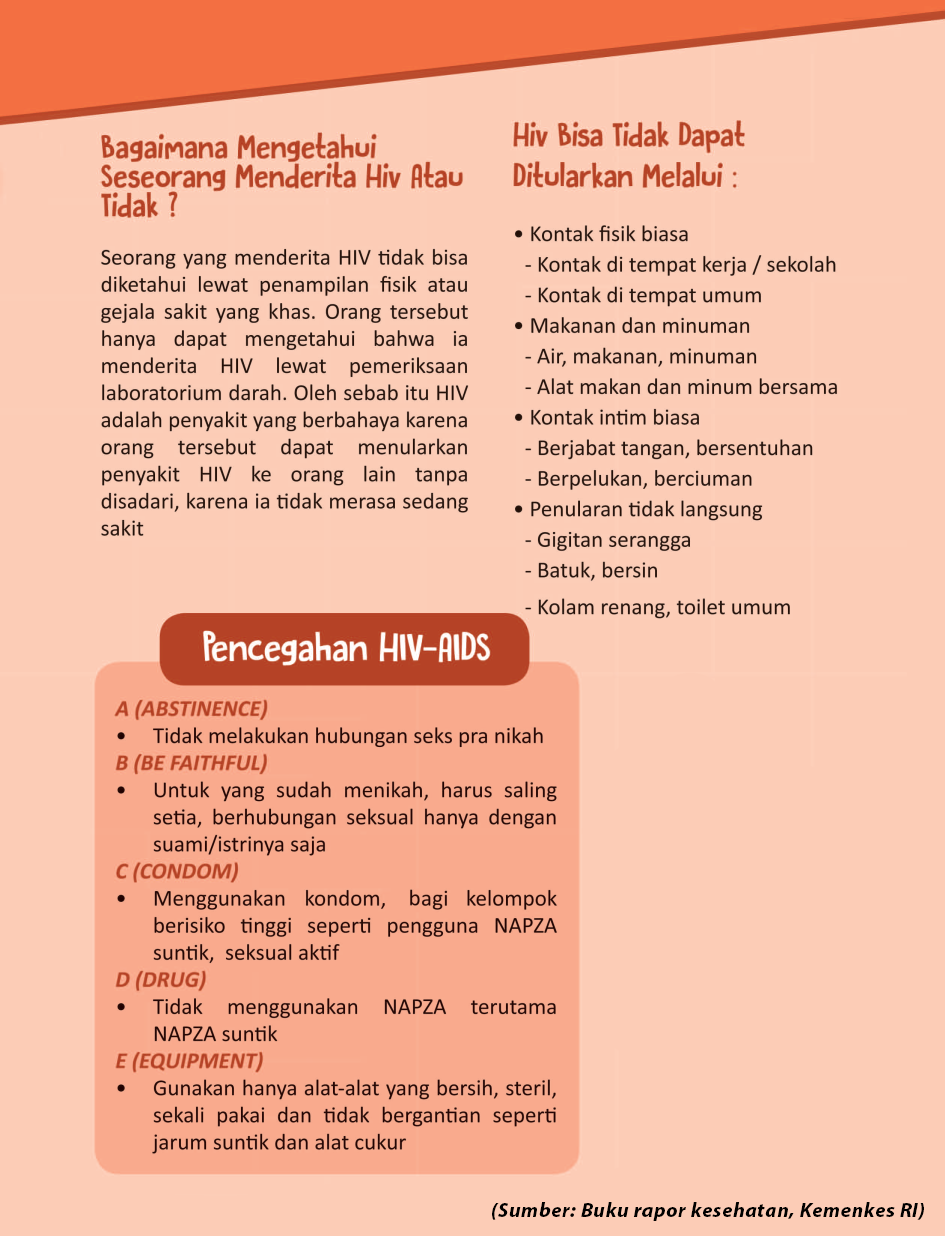 Bagaimana Mengetahui
Seseorang Menderita Hiv Atau
Tidak ?
Seorang yang menderita HIV tidak bisa
diketahui lewat penampilan fisik atau
gejala sakit yang khas. Orang tersebut
hanya dapat mengetahui bahwa ia
menderita HIV lewat pemeriksaan
laboratorium darah. Oleh sebab itu HIV
adalah penyakit yang berbahaya karena
orang tersebut dapat menularkan
penyakit HIV ke orang lain tanpa
disadari, karena ia tidak merasa sedang
sakit
Hiv Bisa Tidak Dapat
Ditularkan Melalui :
• Kontak fisik biasa
- Kontak di tempat kerja / sekolah
- Kontak di tempat umum
• Makanan dan minuman
- Air, makanan, minuman
- Alat makan dan minum bersama
• Kontak intim biasa
- Berjabat tangan, bersentuhan
- Berpelukan, berciuman
• Penularan tidak langsung
- Gigitan serangga
- Batuk, bersin
- Kolam renang, toilet umum
Pencegahan HIV-AIDS
A (ABSTINENCE)
• Tidak melakukan hubungan seks pra nikah
B (BE FAITHFUL)
• Untuk yang sudah menikah, harus saling
setia, berhubungan seksual hanya dengan
suami/istrinya saja
C (CONDOM)
• Menggunakan kondom, bagi kelompok
berisiko tinggi seperti pengguna NAPZA
suntik, seksual aktif
D (DRUG)
• Tidak menggunakan NAPZA terutama
NAPZA suntik
E (EQUIPMENT)
• Gunakan hanya alat-alat yang bersih, steril,
sekali pakai dan tidak bergantian seperti
jarum suntik dan alat cukur
(Sumber: Buku rapor kesehatan, Kemenkes RI)